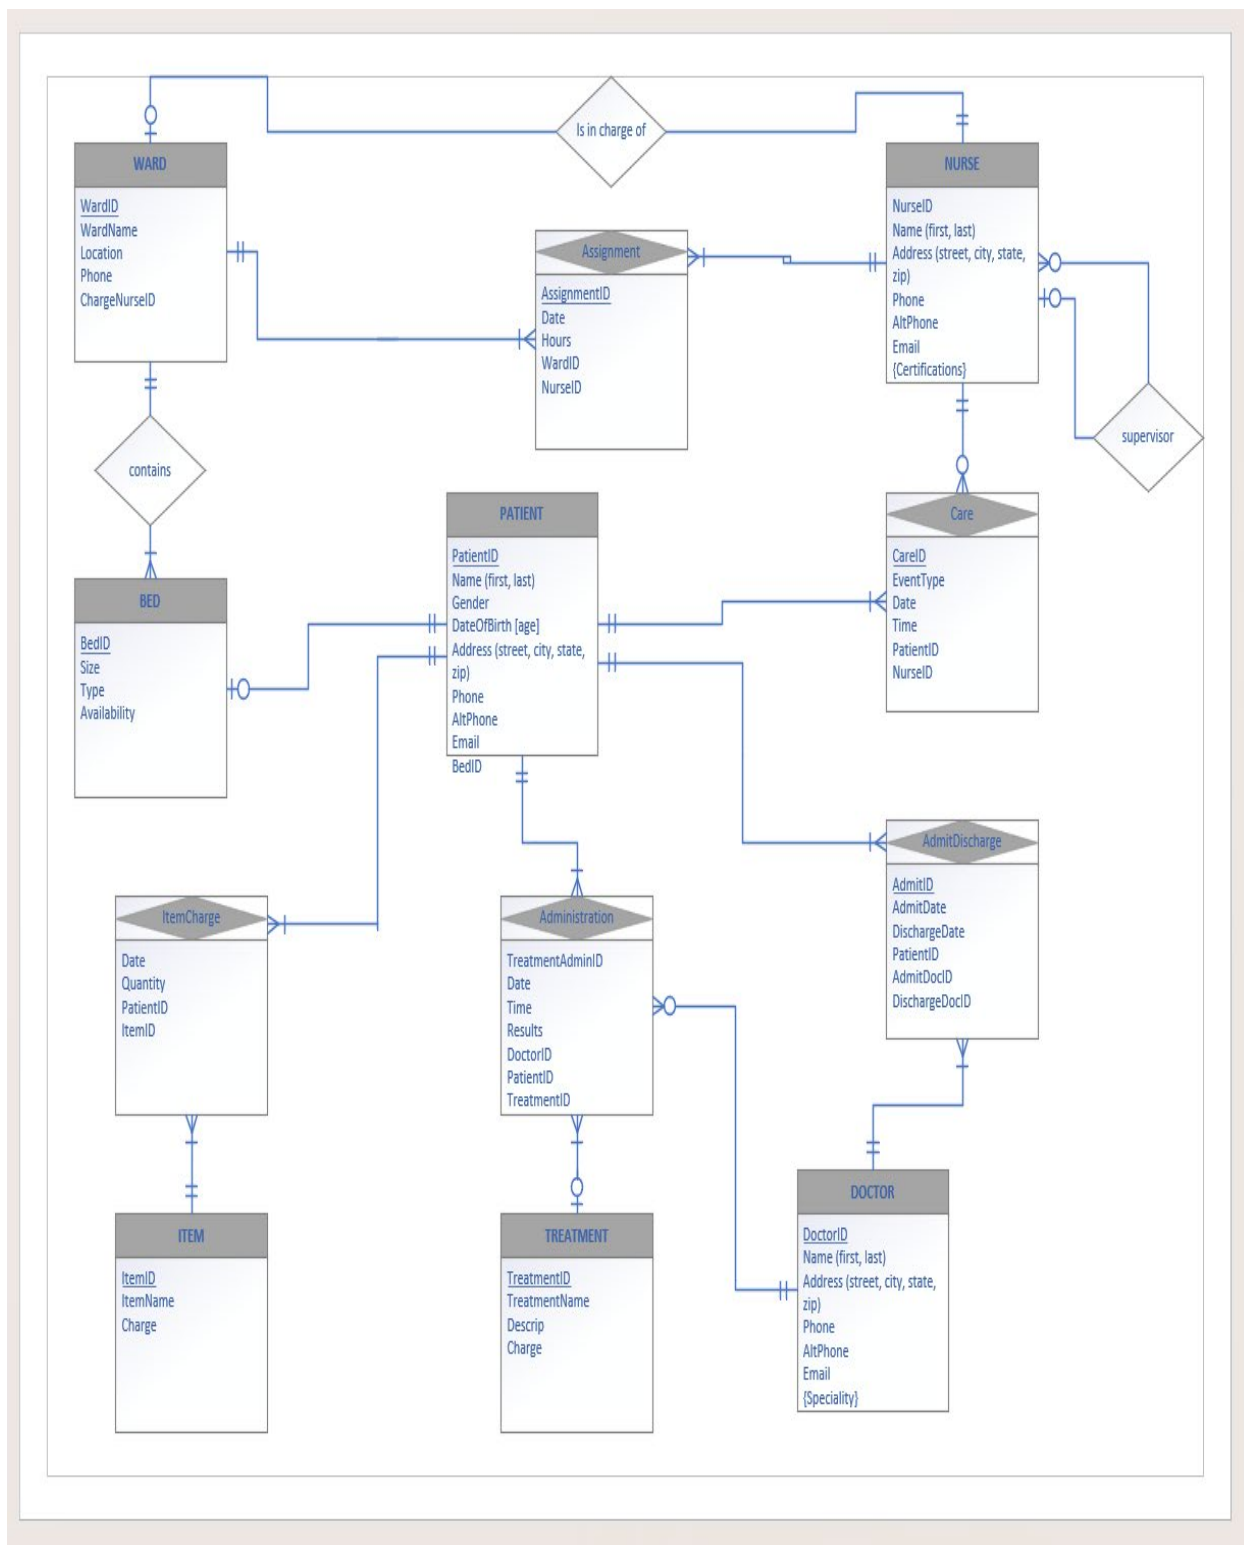 Is in charge of
WARD
WardID
WardName
Location
Phone
ChargeNurseID
NURSE
NurseID
Name (first, last)
Address (street, city, state,
zip)
Phone
AltPhone
Email
{Certifications}
Assignment
AssignmentID
Date
Hours
WardID
NurseID
supervisor
contains
PATIENT
PatientID
Name (first, last)
Gender
DateOfBirth [age]
Address (street, city, state,
zip)
Phone
AltPhone
Email
BedID
Care
CareID
EventType
Date
Time
PatientID
NurseID
BED
BedID
Size
Type
Availability
AdmitDischarge
AdmitID
AdmitDate
DischargeDate
PatientID
AdmitDocID
DischargeDocID
ItemCharge
Date
Quantity
PatientID
ItemID
Administration
TreatmentAdminID
Date
Time
Results
DoctorID
PatientID
TreatmentID
DOCTOR
DoctorID
Name (first, last)
Address (street, city, state,
zip)
Phone
AltPhone
Email
{Speciality}
ITEM
ItemID
ItemName
Charge
TREATMENT
TreatmentID
TreatmentName
Descrip
Charge